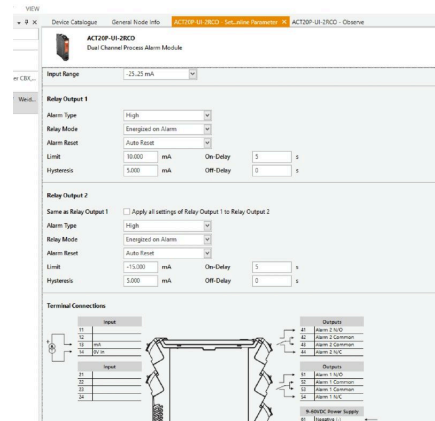 VIEW
Device Catalogue General Node Info ACT20P-UI-2RCO - Set...nline Parameter × ACT20P-UI-2RCO - Observe
ACT20P-UI-2RCO
Dual Channel Process Alarm Module
er CBX,...
Weid...
Input Range -25..25 mA
Relay Output 1
Alarm Type High
Relay Mode Energized on Alarm
Alarm Reset Auto Reset
Limit 10.000 mA On-Delay 5 s
Hysteresis 5.000 mA Off-Delay 0 s
Relay Output 2
Same as Relay Output 1 Apply all settings of Relay Output 1 to Relay Output 2
Alarm Type High
Relay Mode Energized on Alarm
Alarm Reset Auto Reset
Limit -15.000 mA On-Delay 5 s
Hysteresis 5.000 mA Off-Delay 0 s
Terminal Connections
Input Outputs
11 41 Alarm 2 N/O
12 42 Alarm 2 Common
13 mA 43 Alarm 2 Common
14 0V In 44 Alarm 2 N/C
Input Outputs
21 51 Alarm 1 N/O
22 52 Alarm 1 Common
23 53 Alarm 1 Common
24 54 Alarm 1 N/C
9-60VDC Power Supply
61 Negative (-)